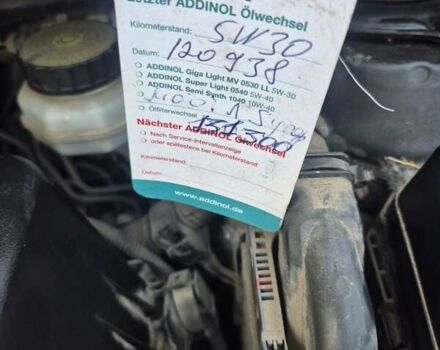 Letzter ADDINOL Ölwechsel
Kilometerstand: 5W30
Datum: 120938
ADDINOL Giga Light MV 0530 LL 5W-30
ADDINOL Super Light 0540 5W-40
ADDINOL Semi Synth 1040 10W-40
Ölfilterwechsel
Nächster ADDINOL Ölwechsel
Nach Service-Intervallanzeige
oder spätestens bei Kilometerstand:
Kilometerstand:
Datum:
www.addinol.de